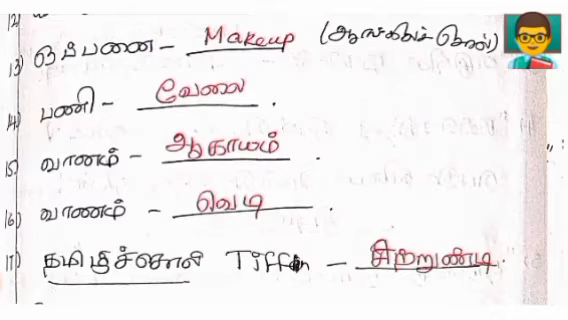 13) ஒப்பனை - Makeup (ஆங்கிலச் சொல்)
14) பணி - வேலை.
15) வானம் - ஆகாயம்.
16) வாணம் - வெடி.
17) தமிழ்ச்சொல் Tiffin - சிற்றுண்டி.